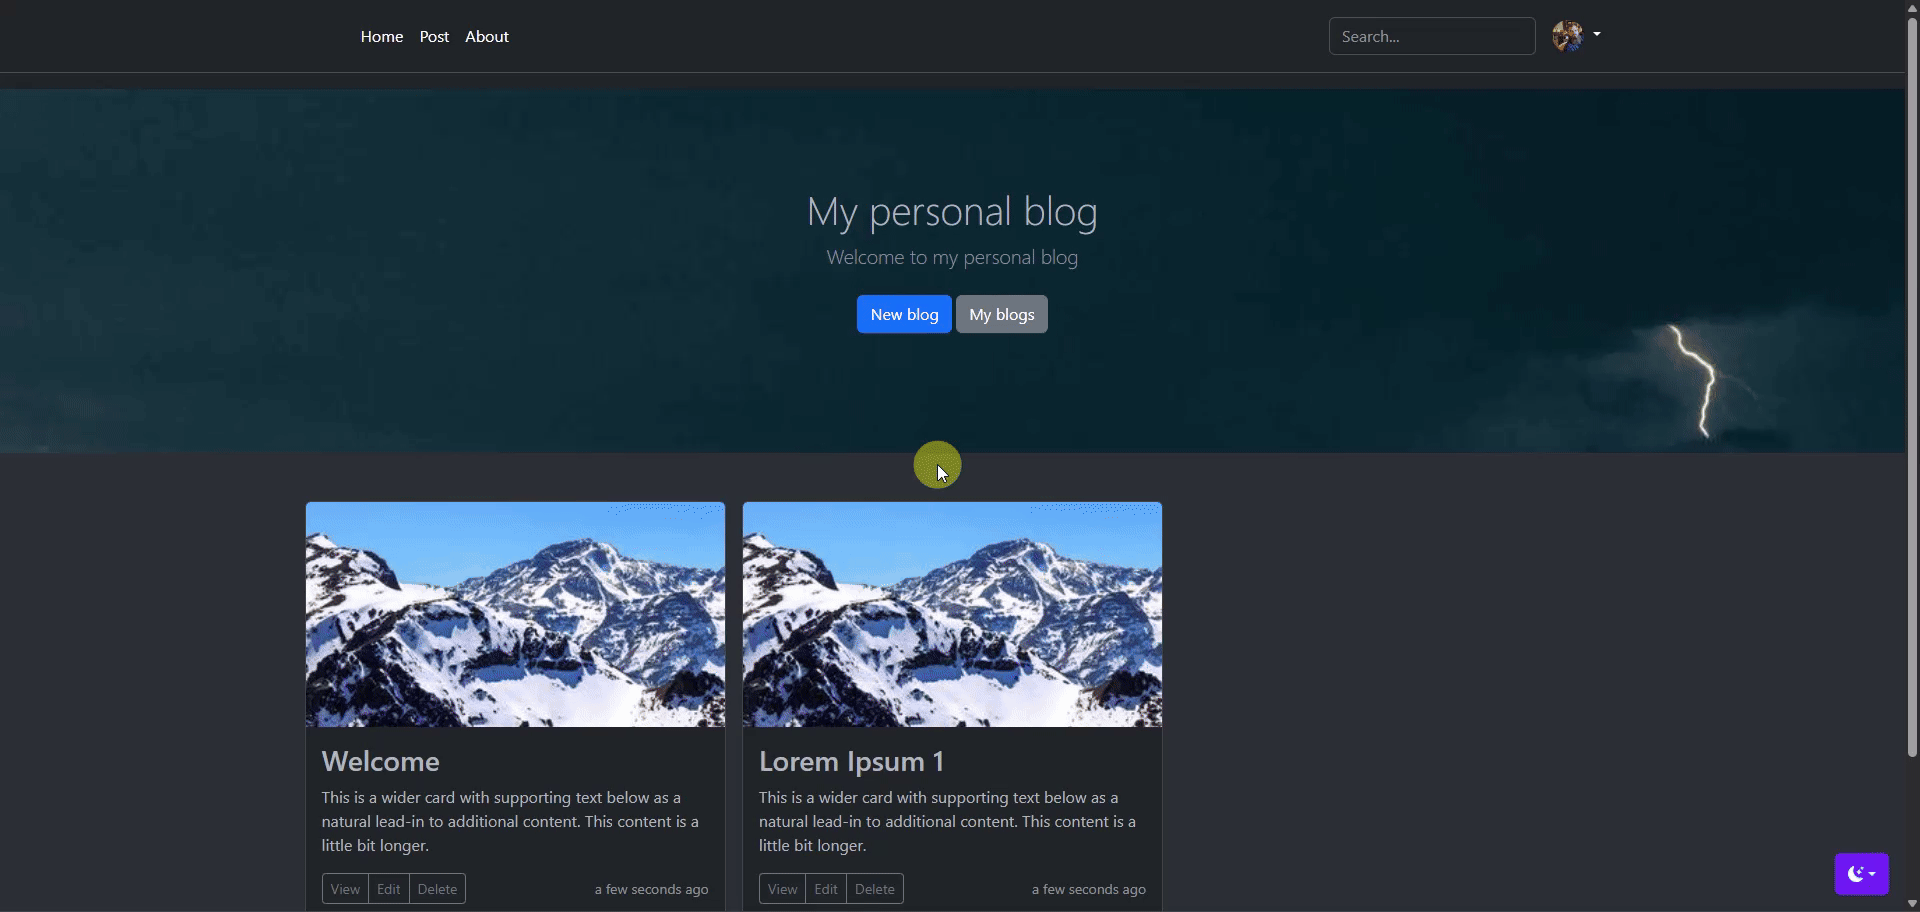 Home Post About Search...
My personal blog
Welcome to my personal blog
New blog My blogs
Welcome
This is a wider card with supporting text below as a
natural lead-in to additional content. This content is a
little bit longer.
View Edit Delete a few seconds ago
Lorem Ipsum 1
This is a wider card with supporting text below as a
natural lead-in to additional content. This content is a
little bit longer.
View Edit Delete a few seconds ago